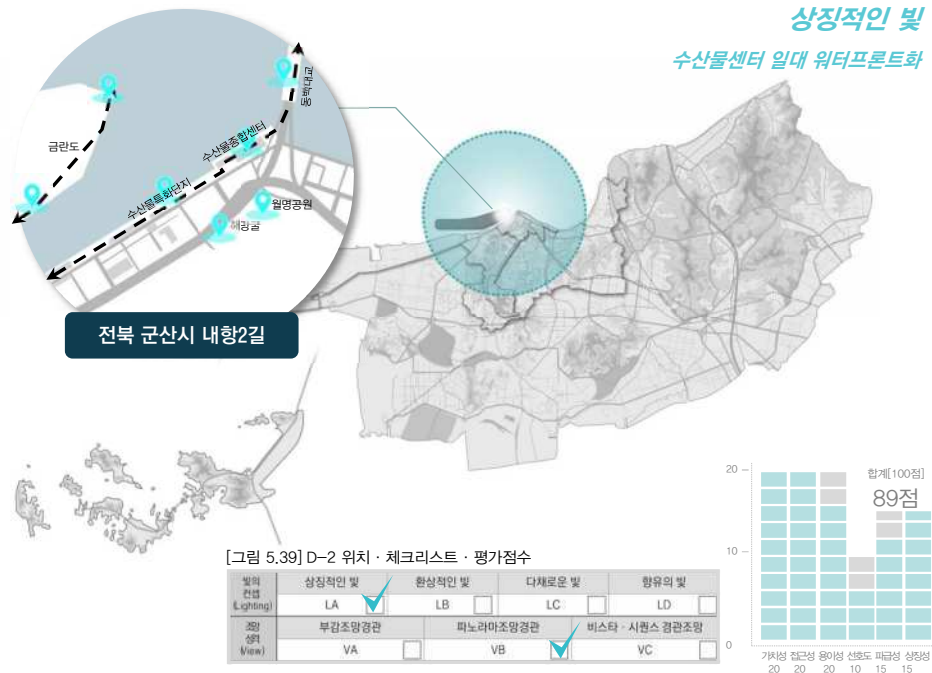 상징적인 빛
수산물센터 일대 워터프론트화
동백대교
금란도
수산물종합센터
수산물특화단지
월명공원
해망굴
전북 군산시 내항2길
합계[100점]
89점
20
10
0
가치성 접근성 용이성 선호도 파급성 상징성
20 20 20 10 15 15
[그림 5.39] D-2 위치 · 체크리스트 · 평가점수
빛의 컨셉 (Lighting)
상징적인 빛 환상적인 빛 다채로운 빛 향유의 빛
LA LB LC LD
조망 성격 (View)
부감조망경관 파노라마조망경관 비스타 · 시퀀스 경관조망
VA VB VC